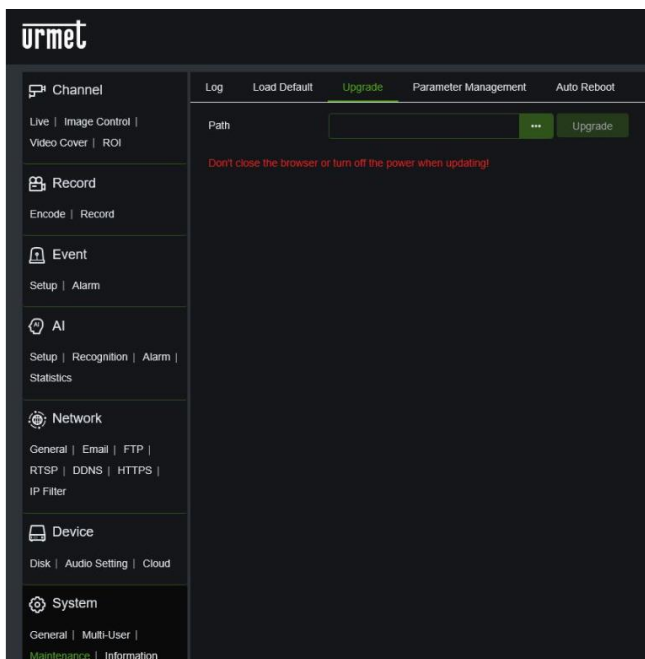 urmet
Channel
Live | Image Control |
Video Cover | ROI
Record
Encode | Record
Event
Setup | Alarm
AI
Setup | Recognition | Alarm |
Statistics
Network
General | Email | FTP |
RTSP | DDNS | HTTPS |
IP Filter
Device
Disk | Audio Setting | Cloud
System
General | Multi-User |
Maintenance | Information
Log Load Default Upgrade Parameter Management Auto Reboot
Path ... Upgrade
Don't close the browser or turn off the power when updating!